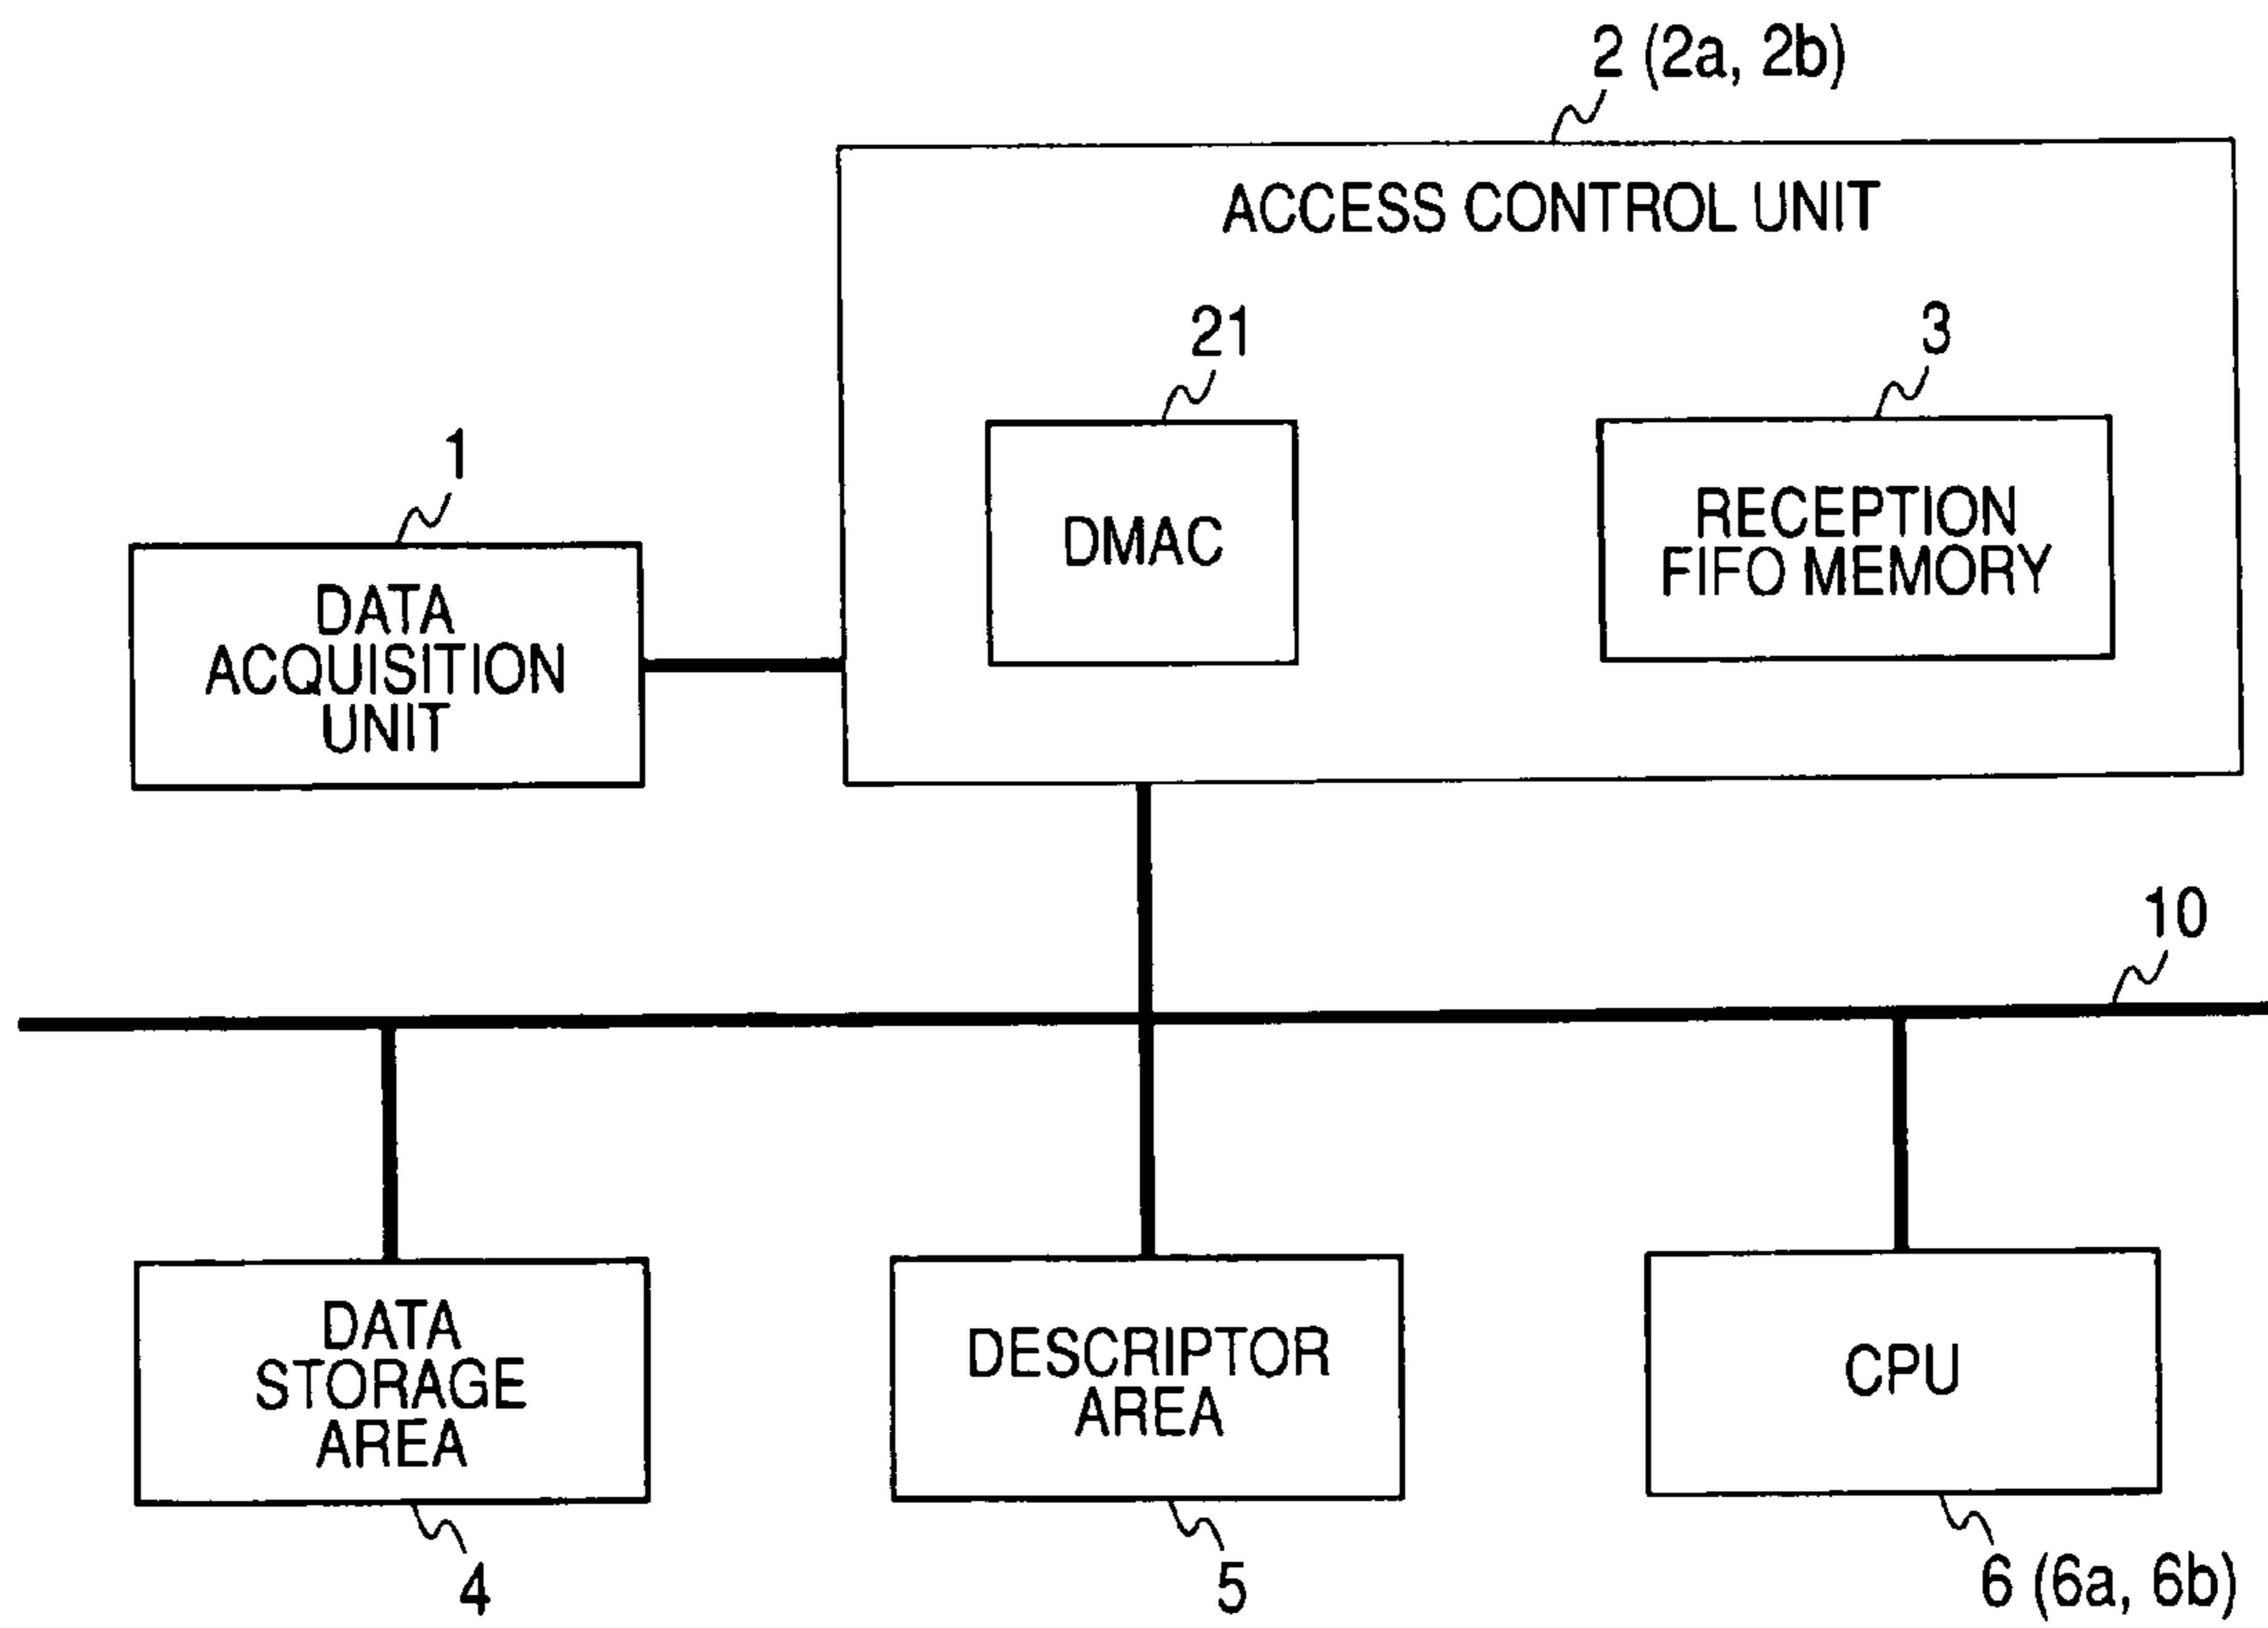 2 (2a, 2b)
ACCESS CONTROL UNIT
21
3
1
DMAC
RECEPTION
FIFO MEMORY
DATA
ACQUISITION
UNIT
10
DATA
STORAGE
AREA
DESCRIPTOR
AREA
CPU
4
5
6 (6a, 6b)